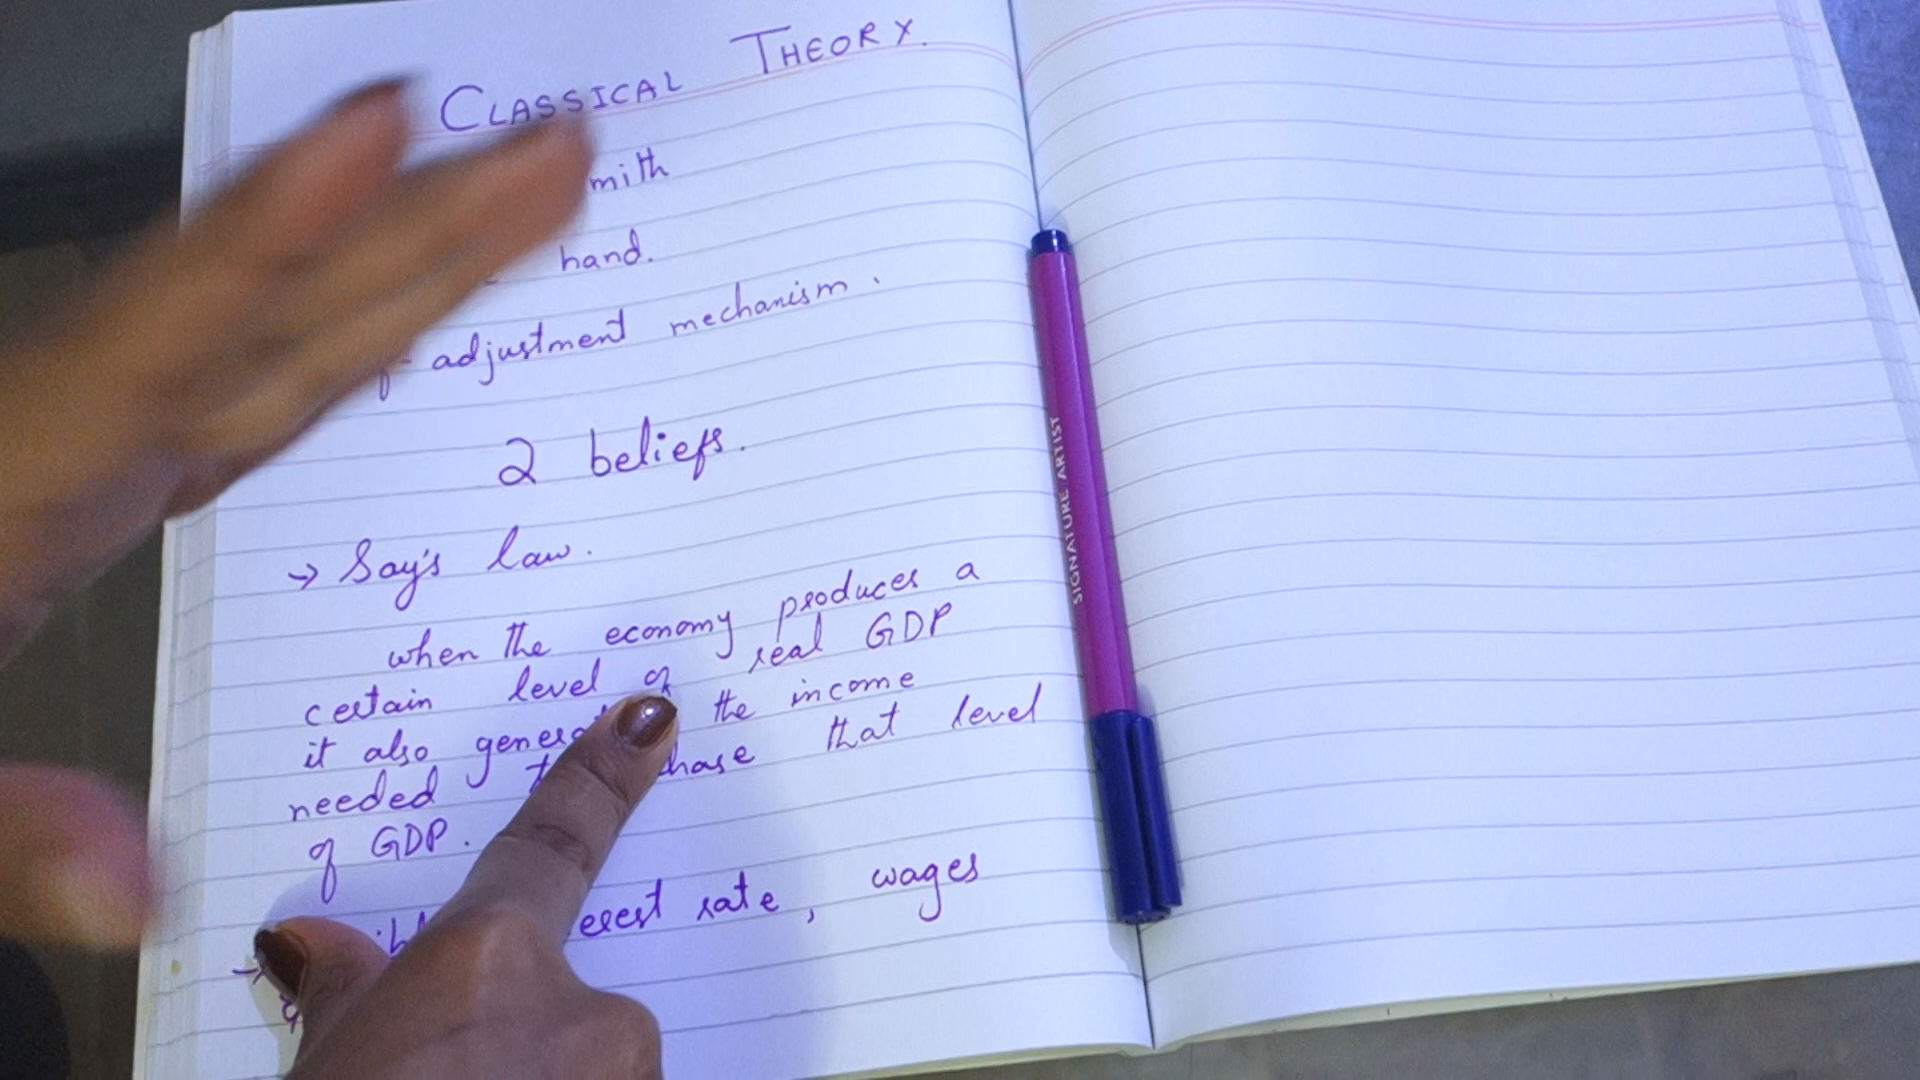 CLASSICAL THEORY.
mith
hand.
adjustment mechanism.
2 beliefs.
→ Say's law.
when the economy produces a
certain level of real GDP
it also the income
needed that level
of GDP.
rate, wages
SIGNATURE ARTIST